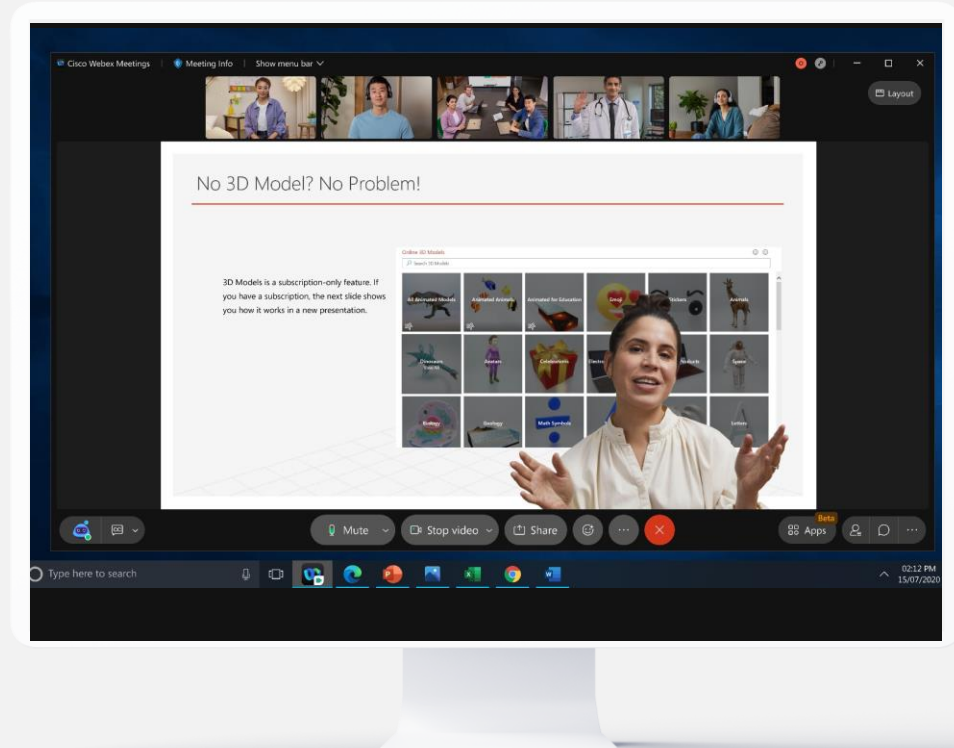 Cisco Webex Meetings
Meeting Info
Show menu bar
Layout
No 3D Model? No Problem!
3D Models is a subscription-only feature. If
you have a subscription, the next slide shows
you how it works in a new presentation.
Online 3D Models
Search 3D Models
All Animated Models
Animated Animals
Animated for Education
Emoji
Stickers
Animals
Dinosaurs
Avatars
Celebrations
Space
Biology
Geology
Math Symbols
Letters
Mute
Stop video
Share
Beta
Apps
Type here to search
02:12 PM
15/07/2020